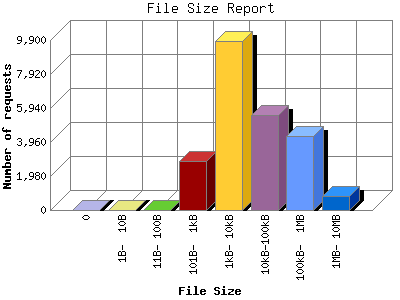 File Size Report
Number of requests
9,900
7,920
5,940
3,960
1,980
0
0
1B- 10B
11B- 100B
101B- 1kB
1kB- 10kB
10kB-100kB
100kB- 1MB
1MB- 10MB
File Size